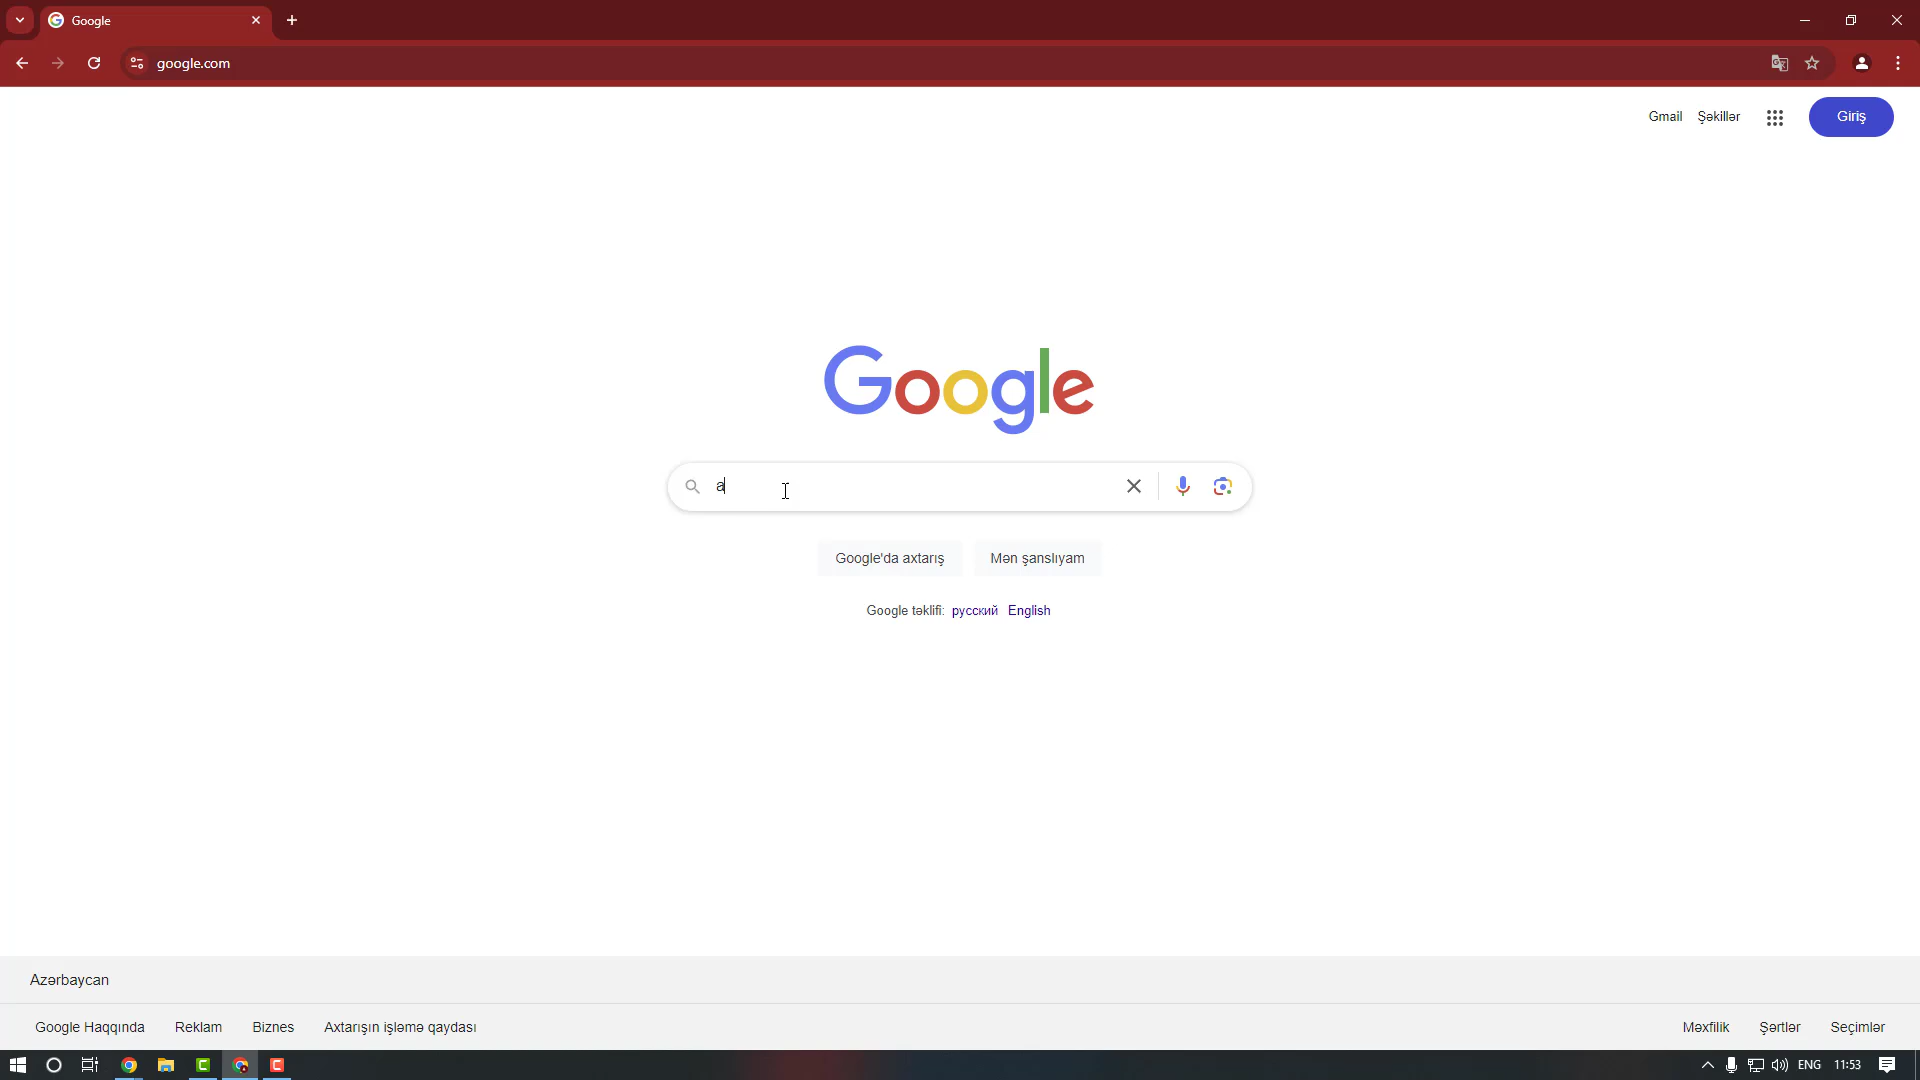 Google
google.com
Gmail Şəkillər Giriş
Google
a
Google'da axtarış Mən şanslıyam
Google təklifi: русский English
Azərbaycan
Google Haqqında Reklam Biznes Axtarışın işləmə qaydası Məxfilik Şərtlər Seçimlər
ENG 11:53